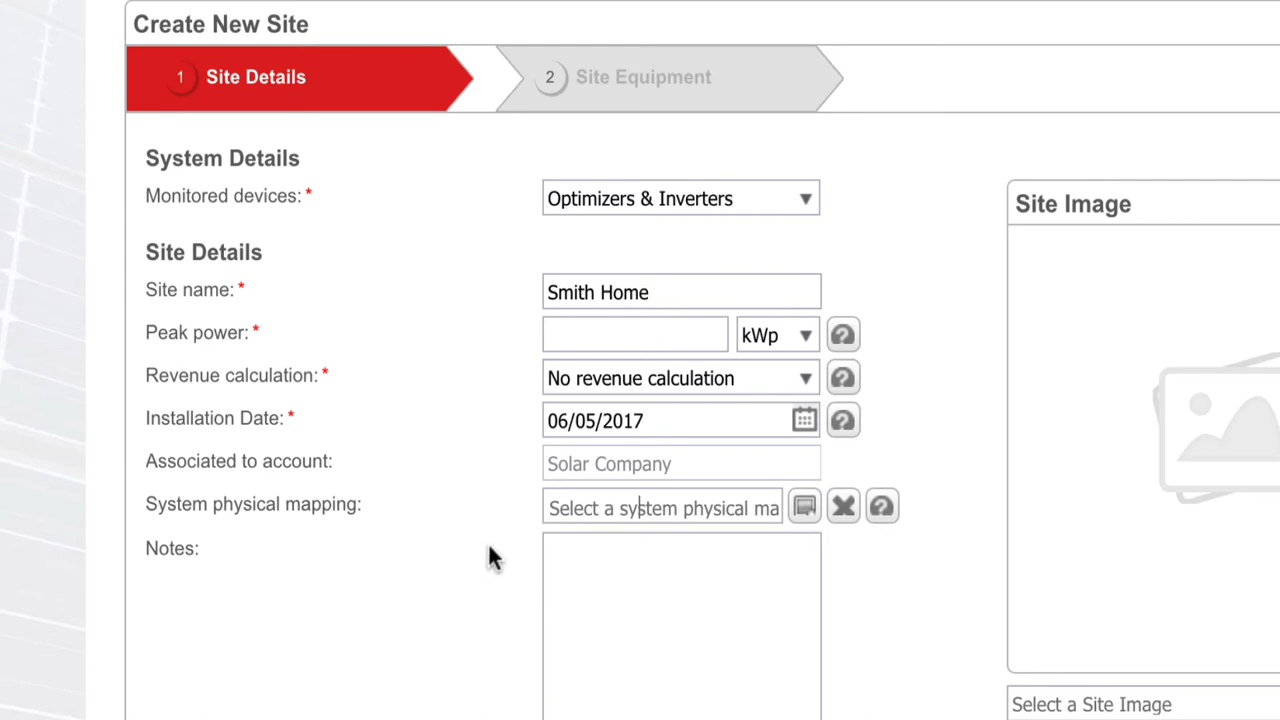 Create New Site
1 Site Details
2 Site Equipment
System Details
Monitored devices:* Optimizers & Inverters
Site Image
Site Details
Site name:* Smith Home
Peak power:* kWp ?
Revenue calculation:* No revenue calculation ?
Installation Date:* 06/05/2017 ?
Associated to account: Solar Company
System physical mapping: Select a system physical ma ?
Notes:
Select a Site Image